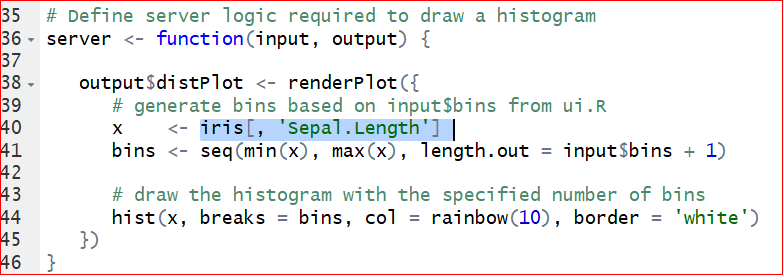 35 # Define server logic required to draw a histogram
36 server <- function(input, output) {
37
38    output$distPlot <- renderPlot({
39       # generate bins based on input$bins from ui.R
40       x    <- iris[, 'Sepal.Length']
41       bins <- seq(min(x), max(x), length.out = input$bins + 1)
42
43       # draw the histogram with the specified number of bins
44       hist(x, breaks = bins, col = rainbow(10), border = 'white')
45    })
46 }